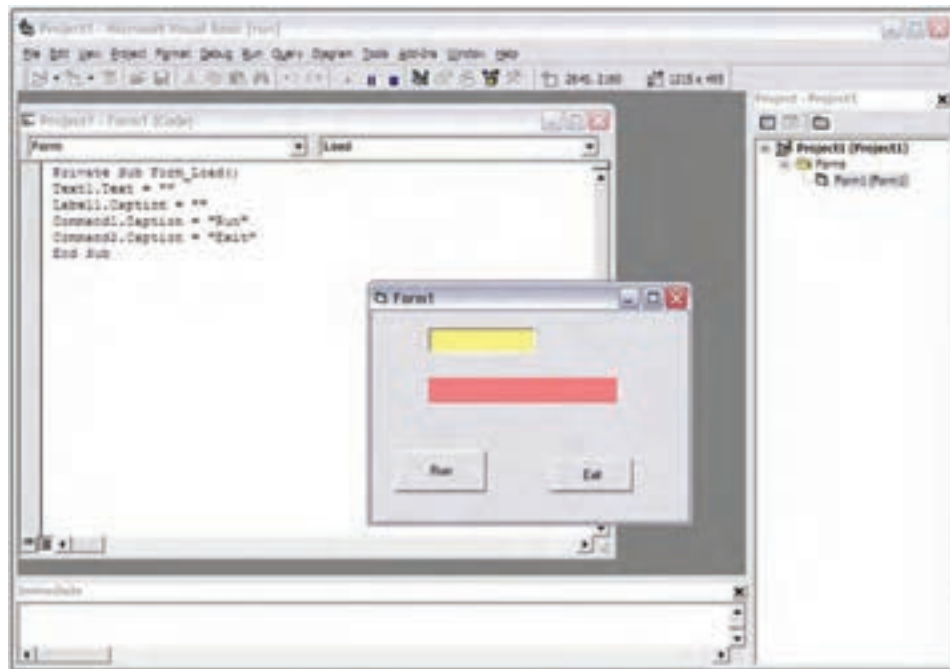 Project1 - Microsoft Visual Basic [run]
File Edit View Project Format Debug Run Query Diagram Tools Add-Ins Window Help
1215 x 495
Project1 - Form1 (Code)
Form
Load
Private Sub Form_Load()
Text1.Text = ""
Label1.Caption = ""
Command1.Caption = "Run"
Command2.Caption = "Exit"
End Sub
Form1
Run
Exit
Project - Project1
Project1 (Project1)
Forms
Form1 (Form1)
Immediate